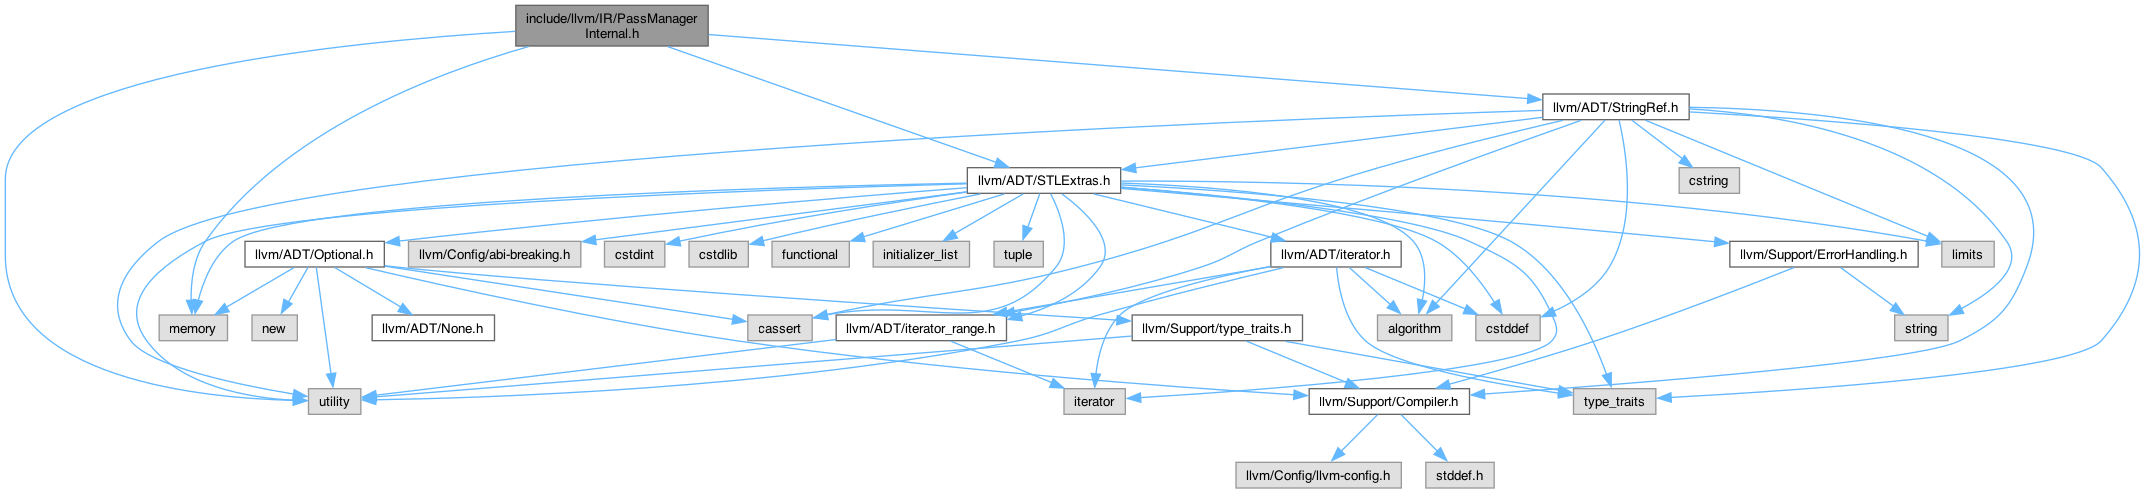 include/llvm/IR/PassManager
Internal.h
llvm/ADT/StringRef.h
llvm/ADT/STLExtras.h
cstring
llvm/ADT/Optional.h
llvm/Config/abi-breaking.h
cstdint
cstdlib
functional
initializer_list
tuple
llvm/ADT/iterator.h
llvm/Support/ErrorHandling.h
limits
memory
new
llvm/ADT/None.h
cassert
llvm/ADT/iterator_range.h
llvm/Support/type_traits.h
algorithm
cstddef
string
utility
iterator
llvm/Support/Compiler.h
type_traits
llvm/Config/llvm-config.h
stddef.h